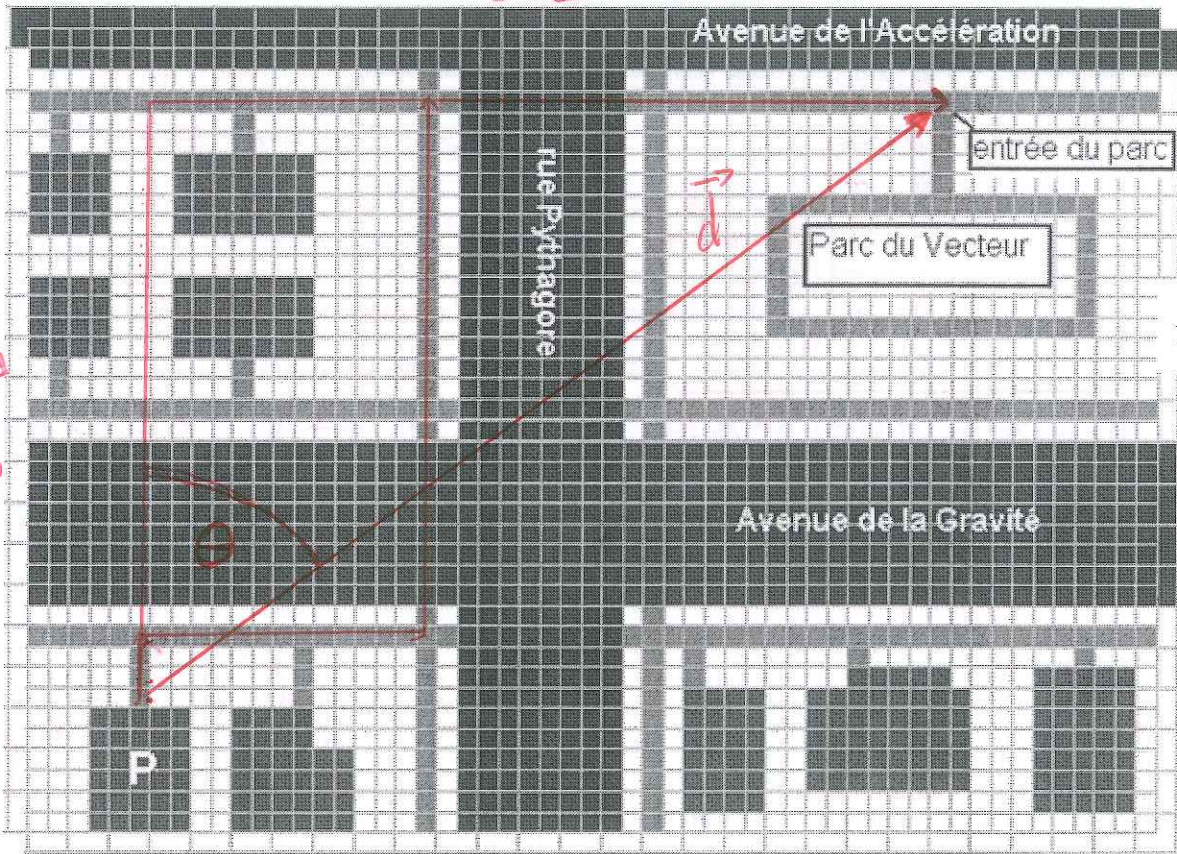 Avenue de l'Accélération
entrée du parc
rue Pythagore
d
Parc du Vecteur
Avenue de la Gravité
θ
P